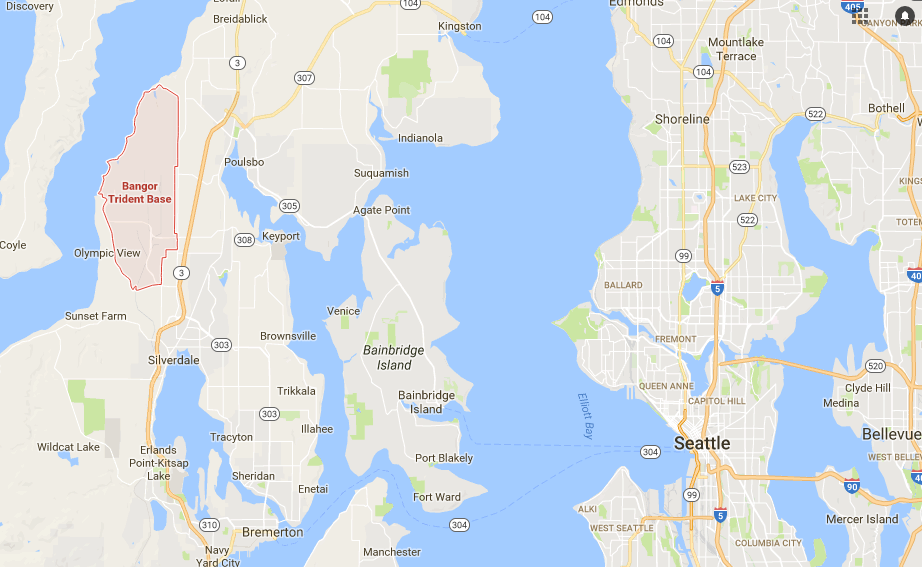 Discovery
Breidablick
Kingston
104
104
Edmonds
405
104
Mountlake
Terrace
104
3
307
522
Bothell
Shoreline
522
Indianola
Poulsbo
523
Suquamish
Bangor
Trident Base
LAKE CITY
305
Agate Point
522
Keyport
308
Coyle
Olympic View
99
3
5
BALLARD
Venice
Sunset Farm
Brownsville
303
FREMONT
Bainbridge
Island
Silverdale
520
QUEEN ANNE
Clyde Hill
Trikkala
Bainbridge
Island
CAPITOL HILL
Medina
303
Elliott Bay
Illahee
Tracyton
Seattle
Bellevue
Wildcat Lake
Erlands
Point-Kitsap
Lake
304
Port Blakely
WEST BELLEV
Sheridan
Enetai
90
Fort Ward
99
ALKI
5
Mercer Island
310
304
WEST SEATTLE
Bremerton
COLUMBIA CITY
Navy
Yard City
Manchester